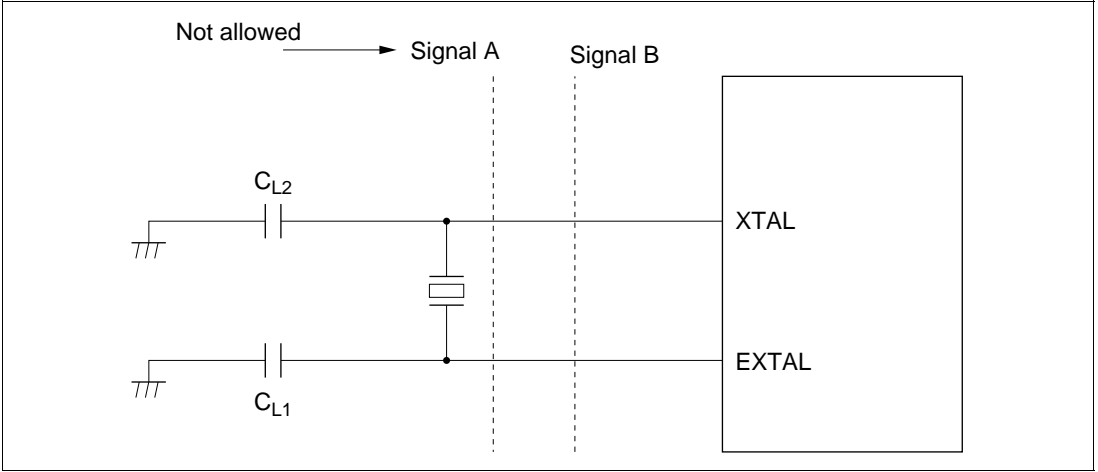 Not allowed
Signal A
Signal B
CL2
XTAL
EXTAL
CL1